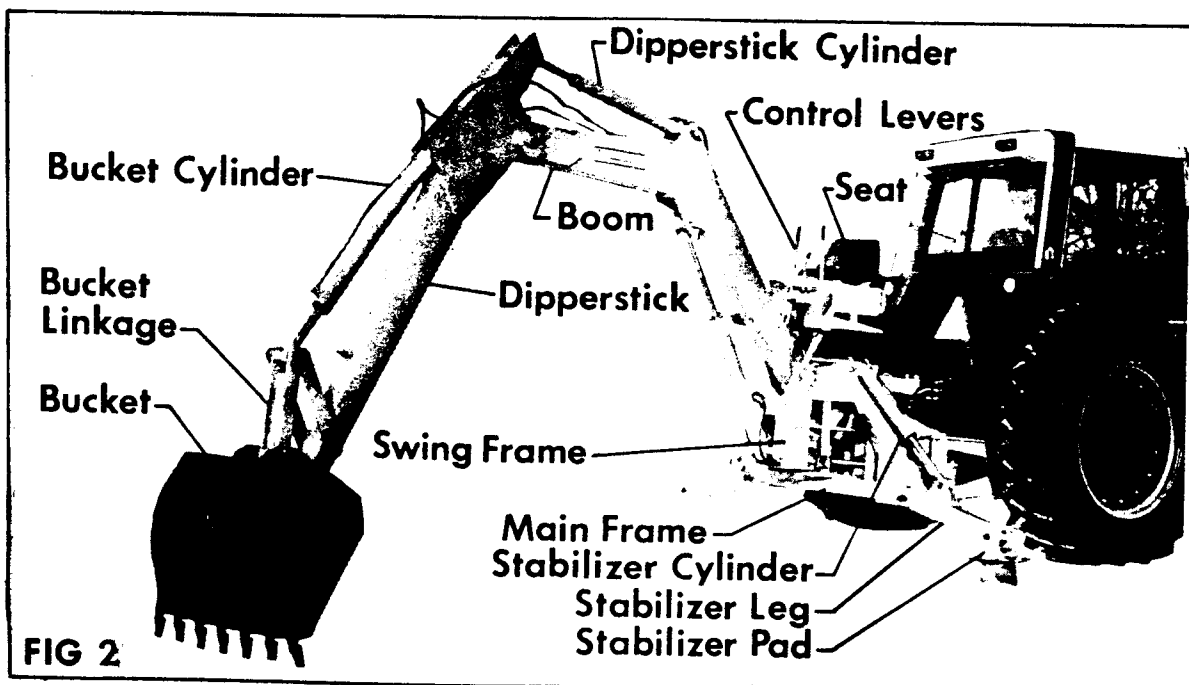 Dipperstick Cylinder
Control Levers
Bucket Cylinder
Seat
Boom
Bucket
Linkage
Dipperstick
Bucket
Swing Frame
Main Frame
Stabilizer Cylinder
Stabilizer Leg
Stabilizer Pad
FIG 2